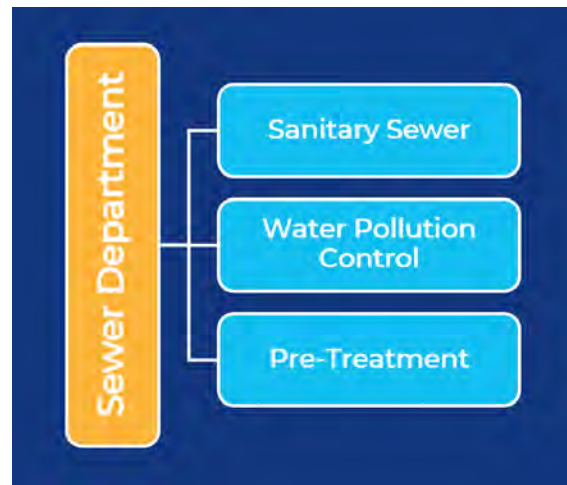 Sewer Department
Sanitary Sewer
Water Pollution
Control
Pre-Treatment